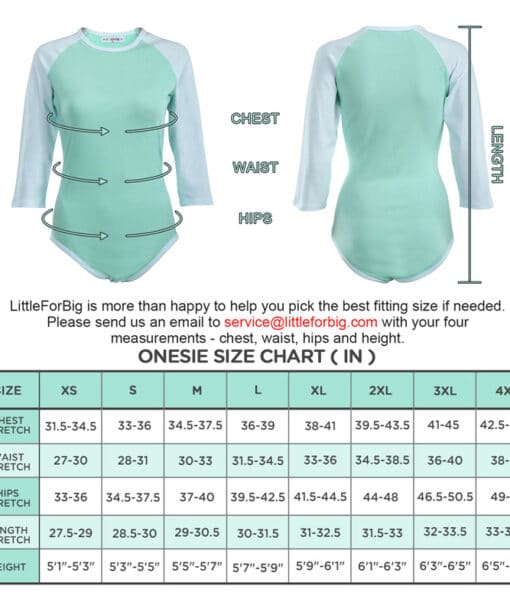 CHEST
WAIST
HIPS
LENGTH
LittleForBig is more than happy to help you pick the best fitting size if needed.
Please send us an email to service@littleforbig.com with your four
measurements - chest, waist, hips and height.
ONESIE SIZE CHART ( IN )
SIZE XS S M L XL 2XL 3XL 4X
HEST 31.5-34.5 33-36 34.5-37.5 36-39 38-41 39.5-43.5 41-45 42.5-
RETCH
AIST 27-30 28-31 30-33 31.5-34.5 33-36 34.5-38.5 36-40 38-
RETCH
HIPS 33-36 34.5-37.5 37-40 39.5-42.5 41.5-44.5 44-48 46.5-50.5 49-
RETCH
NGTH 27.5-29 28.5-30 29-30.5 30-31.5 31-32.5 31.5-33 32-33.5 33-3
RETCH
EIGHT 5'1"-5'3" 5'3"-5'5" 5'5"-5'7" 5'7"-5'9" 5'9"-6'1" 6'1"-6'3" 6'3"-6'5" 6'5"-